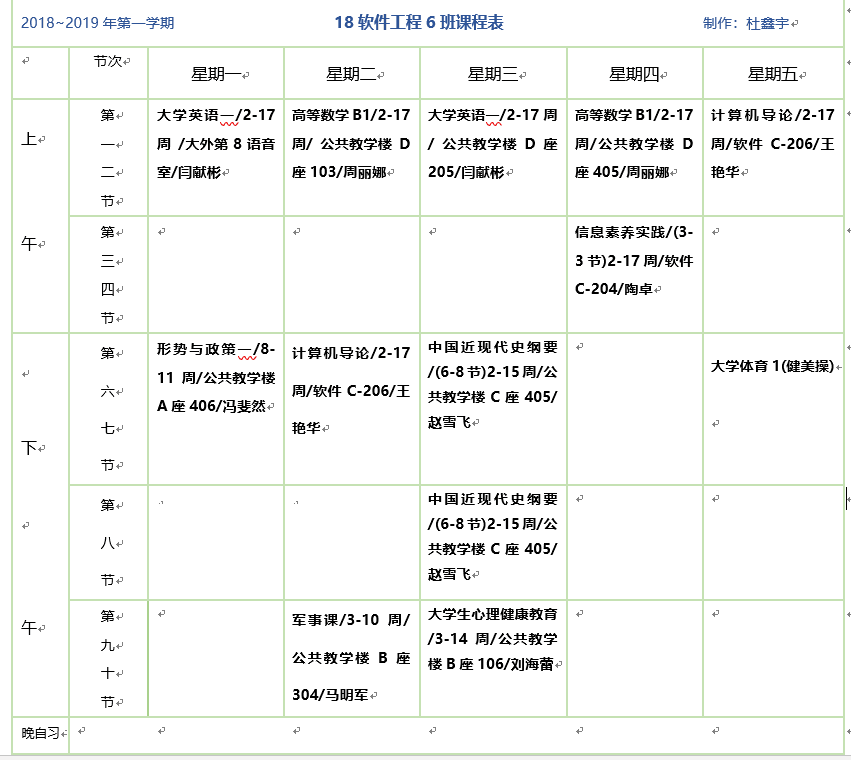 2018~2019 年第一学期
18 软件工程 6 班课程表
制作：杜鑫宇
节次
星期一
星期二
星期三
星期四
星期五
上
午
第
一
二
节
大学英语一/2-17
周 /大外第 8 语音
室/闫献彬
高等数学 B1/2-17
周/ 公共教学楼 D
座 103/周丽娜
大学英语一/2-17 周
/ 公共教学楼 D 座
205/闫献彬
高等数学 B1/2-17
周/公共教学楼 D
座 405/周丽娜
计算机导论/2-17
周/软件 C-206/王
艳华
第
三
四
节
信息素养实践/(3-
3 节)2-17 周/软件
C-204/陶卓
下
午
第
六
七
节
形势与政策一/8-
11 周/公共教学楼
A 座 406/冯斐然
计算机导论/2-17
周/软件 C-206/王
艳华
中国近现代史纲要
/(6-8 节)2-15 周/公
共教学楼 C 座 405/
赵雪飞
大学体育 1(健美操)
第
八
节
中国近现代史纲要
/(6-8 节)2-15 周/公
共教学楼 C 座 405/
赵雪飞
第
九
十
节
军事课/3-10 周/
公共教学楼 B 座
304/马明军
大学生心理健康教育
/3-14 周/公共教学
楼 B 座 106/刘海蕾
晚自习